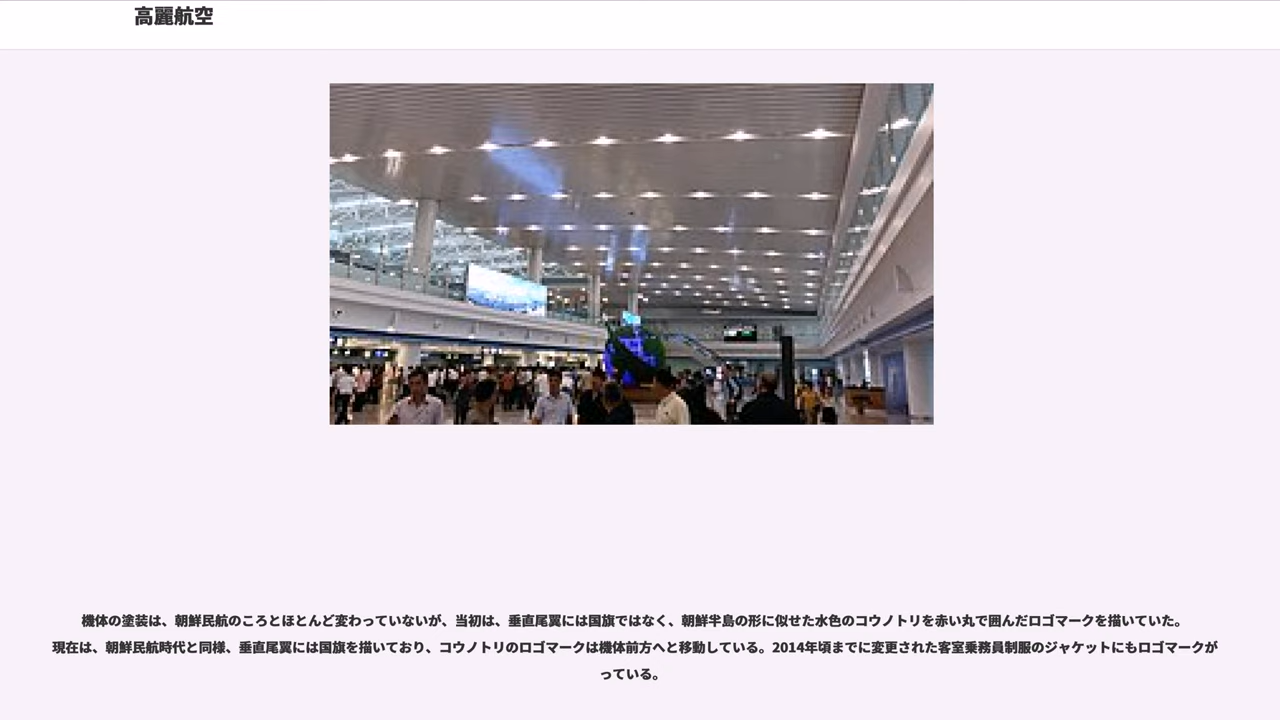 高麗航空
機体の塗装は、朝鮮民航のころとほとんど変わっていないが、当初は、垂直尾翼には国旗ではなく、朝鮮半島の形に似せた水色のコウノトリを赤い丸で囲んだロゴマークを描いていた。
現在は、朝鮮民航時代と同様、垂直尾翼には国旗を描いており、コウノトリのロゴマークは機体前方へと移動している。2014年頃までに変更された客室乗務員制服のジャケットにもロゴマークが
っている。